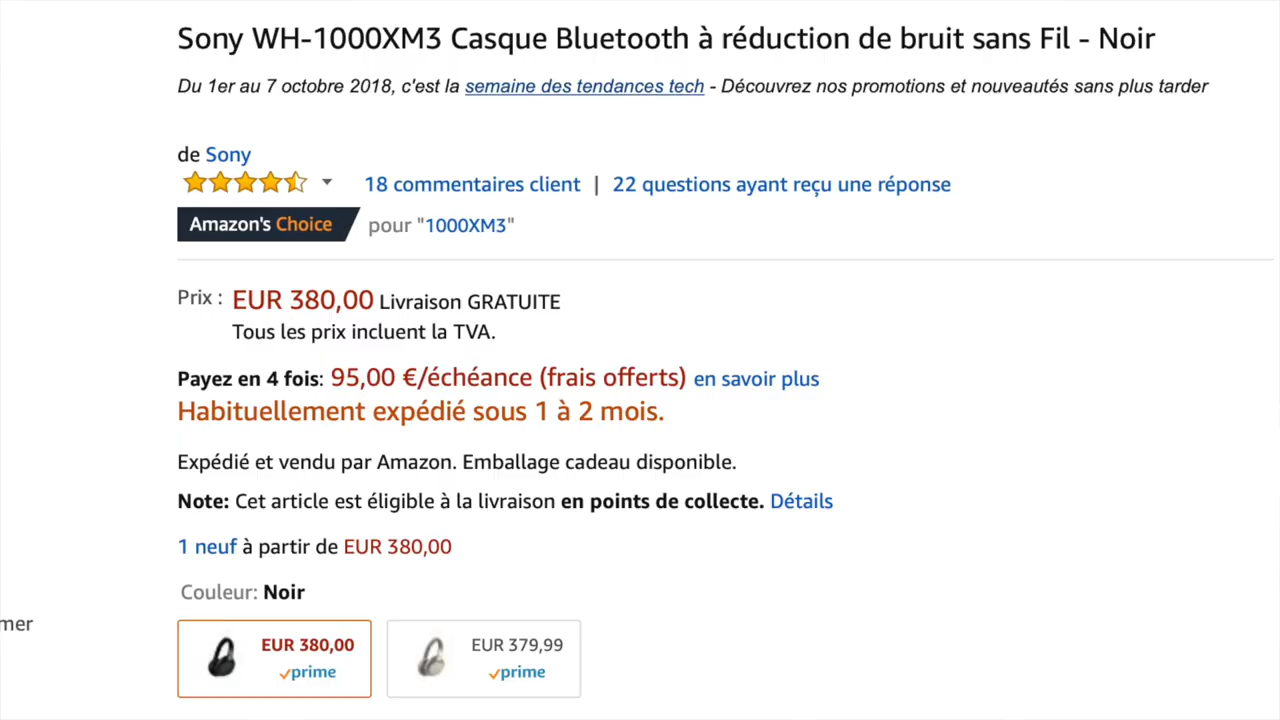 Sony WH-1000XM3 Casque Bluetooth à réduction de bruit sans Fil - Noir
Du 1er au 7 octobre 2018, c'est la semaine des tendances tech - Découvrez nos promotions et nouveautés sans plus tarder
de Sony
18 commentaires client | 22 questions ayant reçu une réponse
Amazon's Choice pour "1000XM3"
Prix : EUR 380,00 Livraison GRATUITE
Tous les prix incluent la TVA.
Payez en 4 fois: 95,00 €/échéance (frais offerts) en savoir plus
Habituellement expédié sous 1 à 2 mois.
Expédié et vendu par Amazon. Emballage cadeau disponible.
Note: Cet article est éligible à la livraison en points de collecte. Détails
1 neuf à partir de EUR 380,00
Couleur: Noir
mer
EUR 380,00 EUR 379,99
prime prime